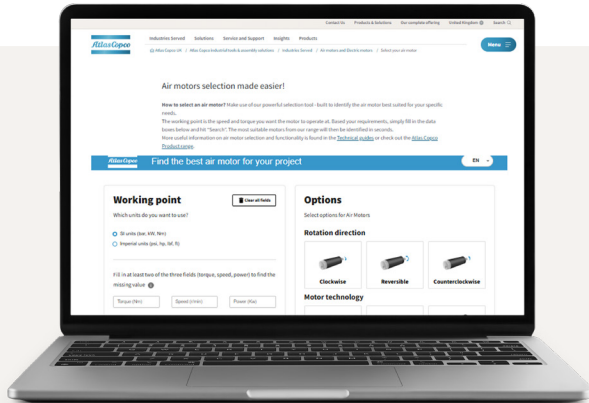 Contact Us Products & Solutions Our complete offering United Kingdom Search
Atlas Copco
Industries Served Solutions Service and Support Insights Products
Menu
Atlas Copco UK / Atlas Copco Industrial tools & assembly solutions / Industries Served / Air motors and Electric motors / Select your air motor
Air motors selection made easier!
How to select an air motor? Make use of our powerful selection tool - built to identify the air motor best suited for your specific
needs.
The working point is the speed and torque you want the motor to operate at. Based your requirements, simply fill in the data
boxes below and hit "Search". The most suitable motors from our range will then be identified in seconds.
More useful information on air motor selection and functionality is found in the Technical guides or check out the Atlas Copco
Product range.
Atlas Copco Find the best air motor for your project EN
Working point
Clear all fields
Which units do you want to use?
SI units (bar, kW, Nm)
Imperial units (psi, hp, lbf, ft)
Fill in at least two of the three fields (torque, speed, power) to find the
missing value
Torque (Nm) Speed (r/min) Power (Kw)
Options
Select options for Air Motors
Rotation direction
Clockwise Reversible Counterclockwise
Motor technology